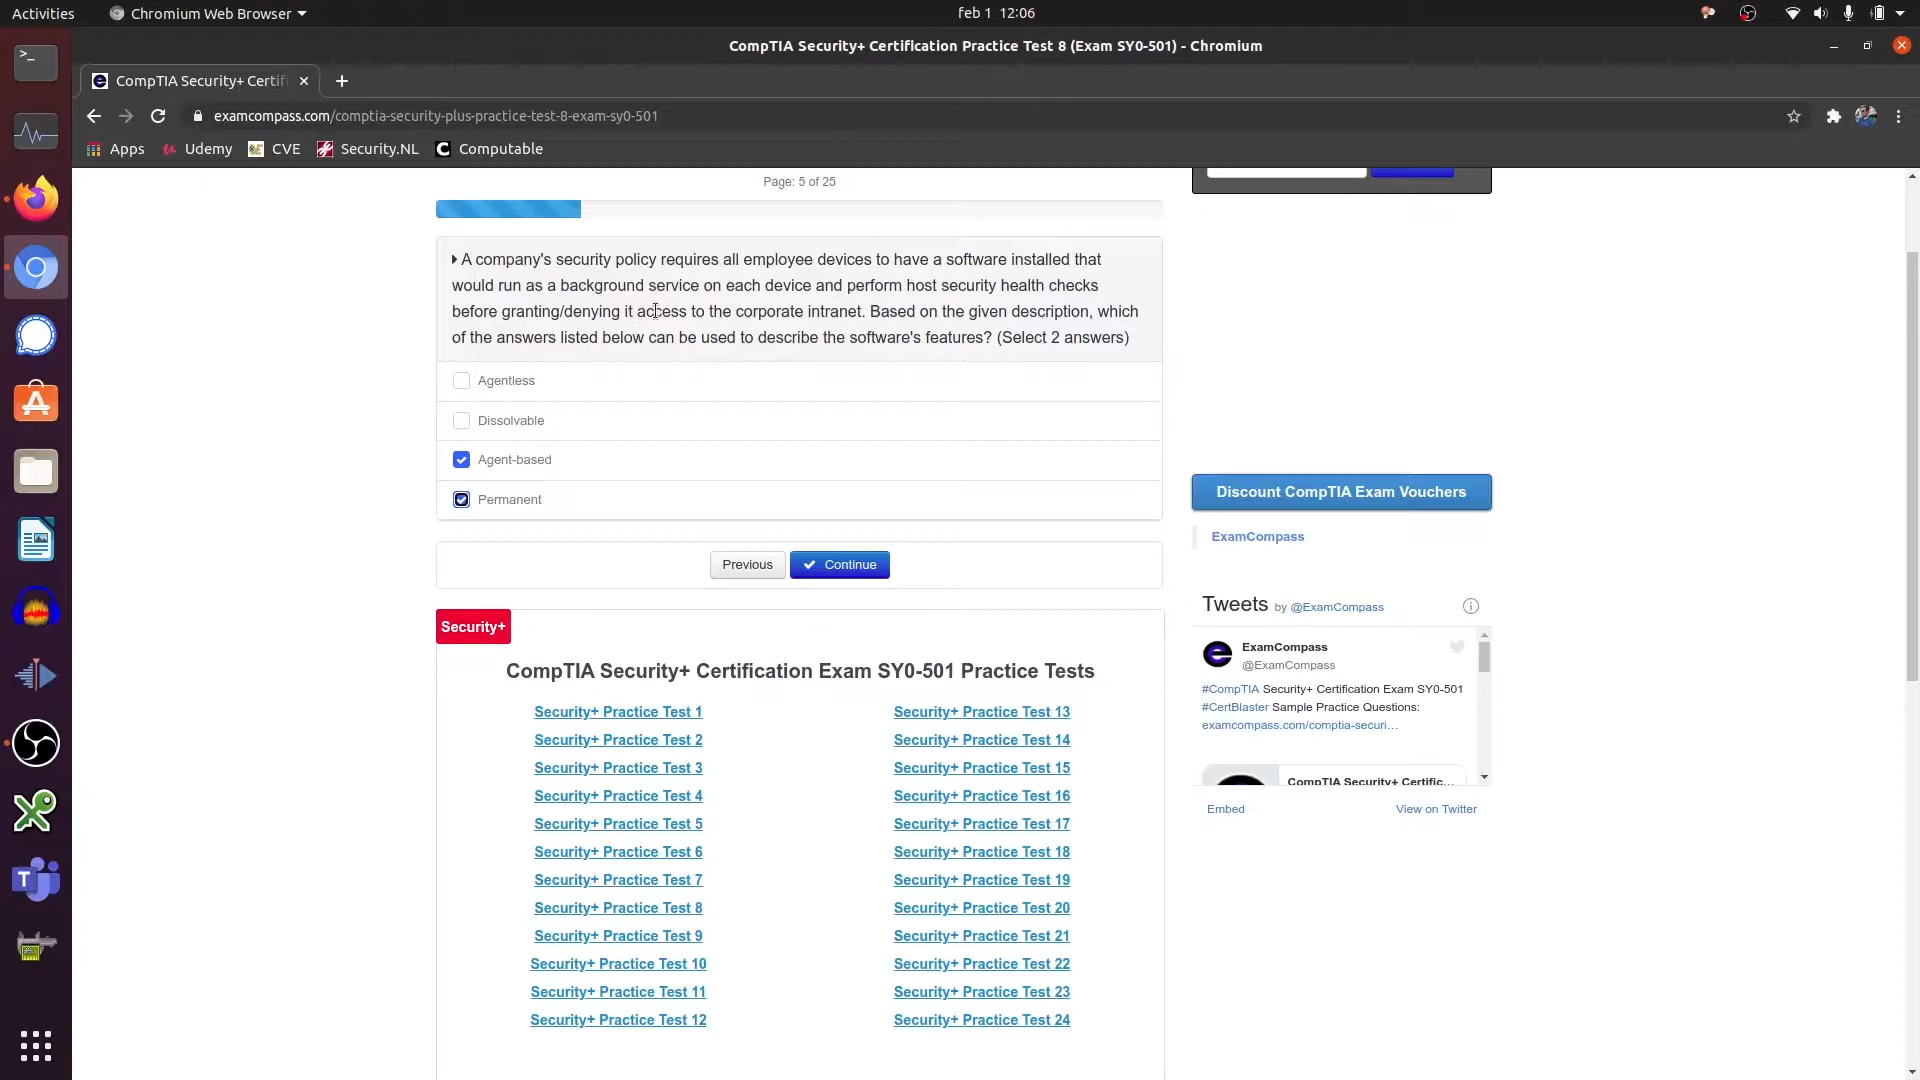 Activities
Chromium Web Browser
feb 1 12:06
CompTIA Security+ Certification Practice Test 8 (Exam SY0-501) - Chromium
CompTIA Security+ Certif
examcompass.com/comptia-security-plus-practice-test-8-exam-sy0-501
Apps
Udemy
CVE
Security.NL
Computable
Page: 5 of 25
A company's security policy requires all employee devices to have a software installed that
would run as a background service on each device and perform host security health checks
before granting/denying it access to the corporate intranet. Based on the given description, which
of the answers listed below can be used to describe the software's features? (Select 2 answers)
Agentless
Dissolvable
Agent-based
Permanent
Previous
Continue
Security+
CompTIA Security+ Certification Exam SY0-501 Practice Tests
Security+ Practice Test 1
Security+ Practice Test 2
Security+ Practice Test 3
Security+ Practice Test 4
Security+ Practice Test 5
Security+ Practice Test 6
Security+ Practice Test 7
Security+ Practice Test 8
Security+ Practice Test 9
Security+ Practice Test 10
Security+ Practice Test 11
Security+ Practice Test 12
Security+ Practice Test 13
Security+ Practice Test 14
Security+ Practice Test 15
Security+ Practice Test 16
Security+ Practice Test 17
Security+ Practice Test 18
Security+ Practice Test 19
Security+ Practice Test 20
Security+ Practice Test 21
Security+ Practice Test 22
Security+ Practice Test 23
Security+ Practice Test 24
Discount CompTIA Exam Vouchers
ExamCompass
Tweets by @ExamCompass
ExamCompass
@ExamCompass
#CompTIA Security+ Certification Exam SY0-501
#CertBlaster Sample Practice Questions:
examcompass.com/comptia-securi…
CompTIA Security+ Certific...
Embed
View on Twitter